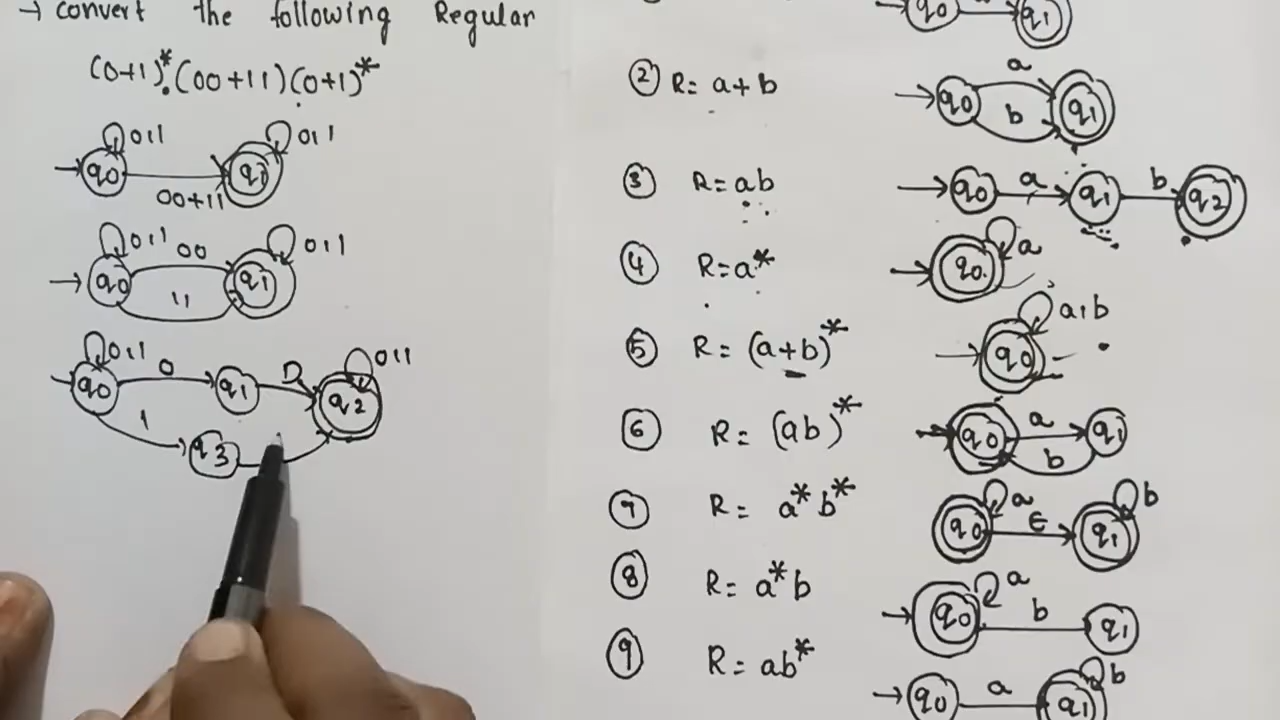 → convert the following Regular
(0+1)*.(00+11)(0+1)*
q0 0,1 00+11 q1 0,1
q0 0,1 00 11 q1 0,1
q0 0,1 0 q1 0 q2 0,1
1 q3
q0 q1
② R= a+b q0 a b q1
③ R= ab q0 a q1 b q2
④ R= a* q0 a
⑤ R= (a+b)* q0 a,b
⑥ R= (ab)* q0 a q1 b
⑦ R= a*b* q0 a ε q1 b
⑧ R= a*b q0 a b q1
⑨ R= ab* q0 a q1 b